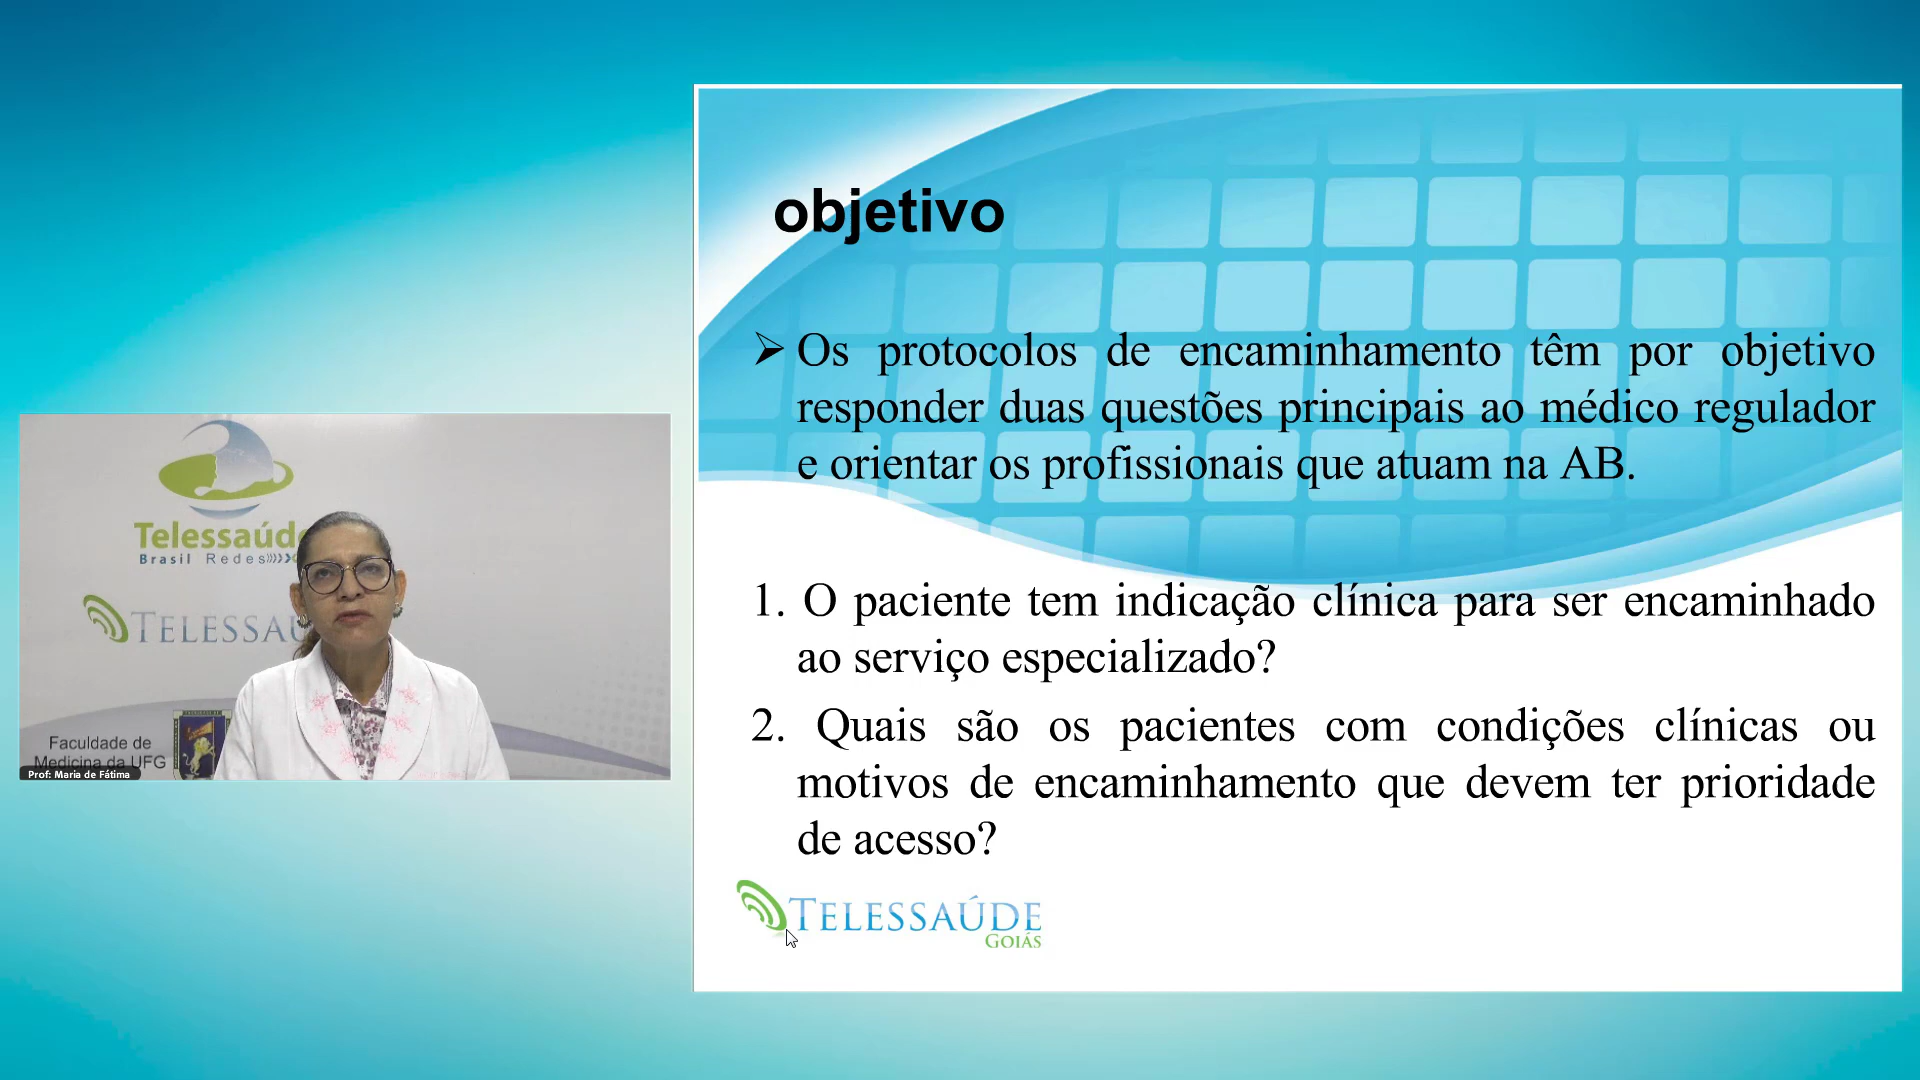 objetivo
Os protocolos de encaminhamento têm por objetivo
responder duas questões principais ao médico regulador
e orientar os profissionais que atuam na AB.
1. O paciente tem indicação clínica para ser encaminhado
ao serviço especializado?
2. Quais são os pacientes com condições clínicas ou
motivos de encaminhamento que devem ter prioridade
de acesso?
TELESSAÚDE
GOIÁS
Telessaúde
Brasil Redes
TELESSAÚ
Faculdade de
Medicina da UFG
Prof: Maria de Fátima